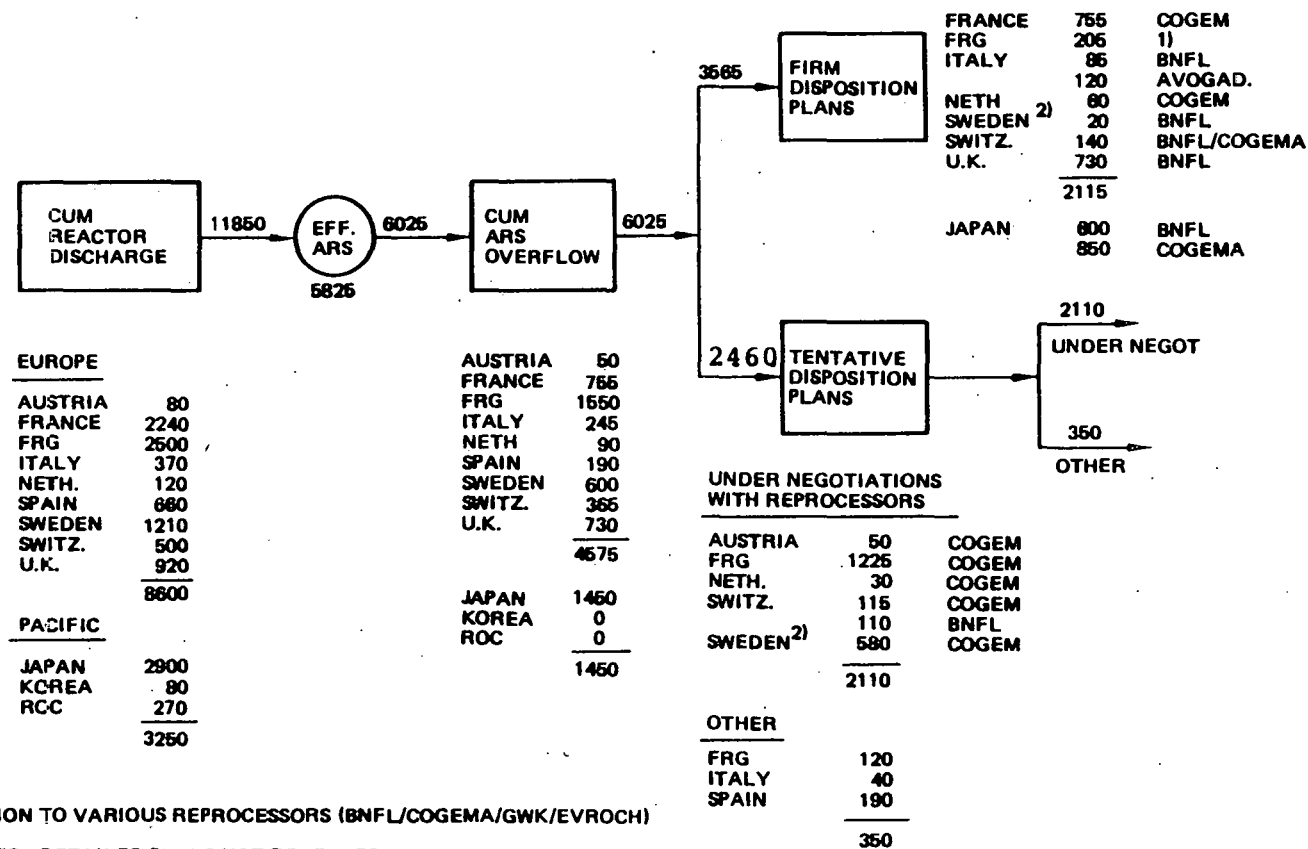 CUM REACTOR DISCHARGE
11850
EFF. ARS
5825
6025
CUM ARS OVERFLOW
6025
3565
FIRM DISPOSITION PLANS
FRANCE 755 COGEM
FRG 205 1)
ITALY 85 BNFL
120 AVOGAD.
NETH 60 COGEM
SWEDEN 2) 20 BNFL
SWITZ. 140 BNFL/COGEMA
U.K. 730 BNFL
2115
JAPAN 600 BNFL
850 COGEMA
2460
TENTATIVE DISPOSITION PLANS
2110
UNDER NEGOT
350
OTHER
EUROPE
AUSTRIA 80
FRANCE 2240
FRG 2500
ITALY 370
NETH. 120
SPAIN 660
SWEDEN 1210
SWITZ. 500
U.K. 920
8600
PACIFIC
JAPAN 2900
KOREA 80
ROC 270
3250
AUSTRIA 50
FRANCE 755
FRG 1550
ITALY 245
NETH 90
SPAIN 190
SWEDEN 600
SWITZ. 365
U.K. 730
4575
JAPAN 1450
KOREA 0
ROC 0
1450
UNDER NEGOTIATIONS
WITH REPROCESSORS
AUSTRIA 50 COGEM
FRG 1225 COGEM
NETH. 30 COGEM
SWITZ. 115 COGEM
110 BNFL
SWEDEN 2) 580 COGEM
2110
OTHER
FRG 120
ITALY 40
SPAIN 190
350
ION TO VARIOUS REPROCESSORS (BNFL/COGEMA/GWK/EVROCH)